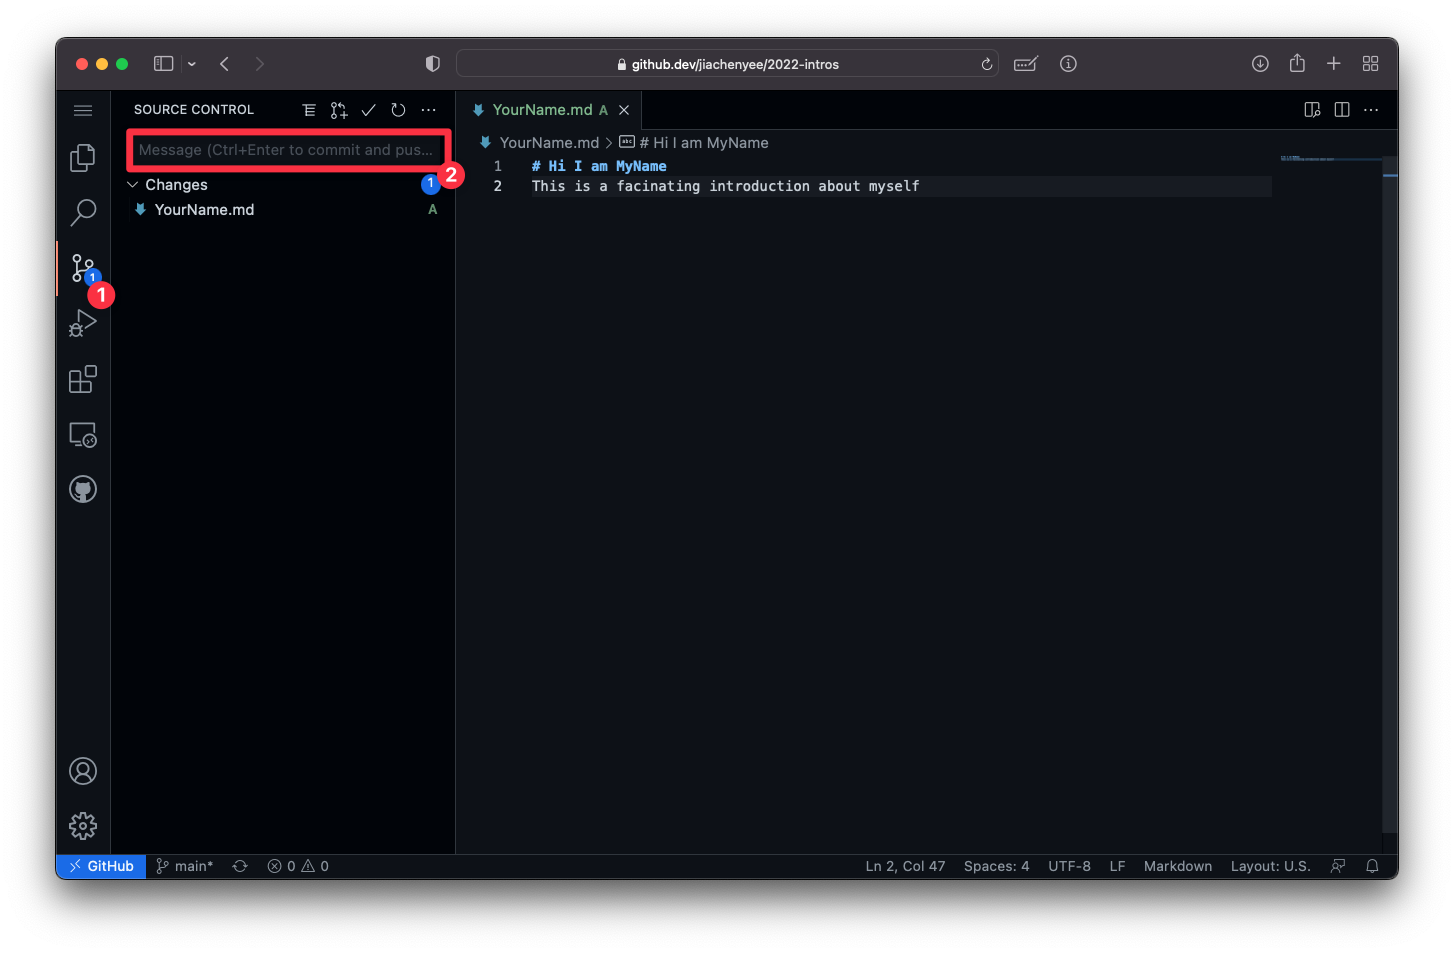 github.dev/jiachenyee/2022-intros
SOURCE CONTROL
Message (Ctrl+Enter to commit and pus...
2
Changes
1
YourName.md
A
1
1
YourName.md A
YourName.md > # Hi I am MyName
1 # Hi I am MyName
2 This is a facinating introduction about myself
GitHub
main*
0 0
Ln 2, Col 47
Spaces: 4
UTF-8
LF
Markdown
Layout: U.S.